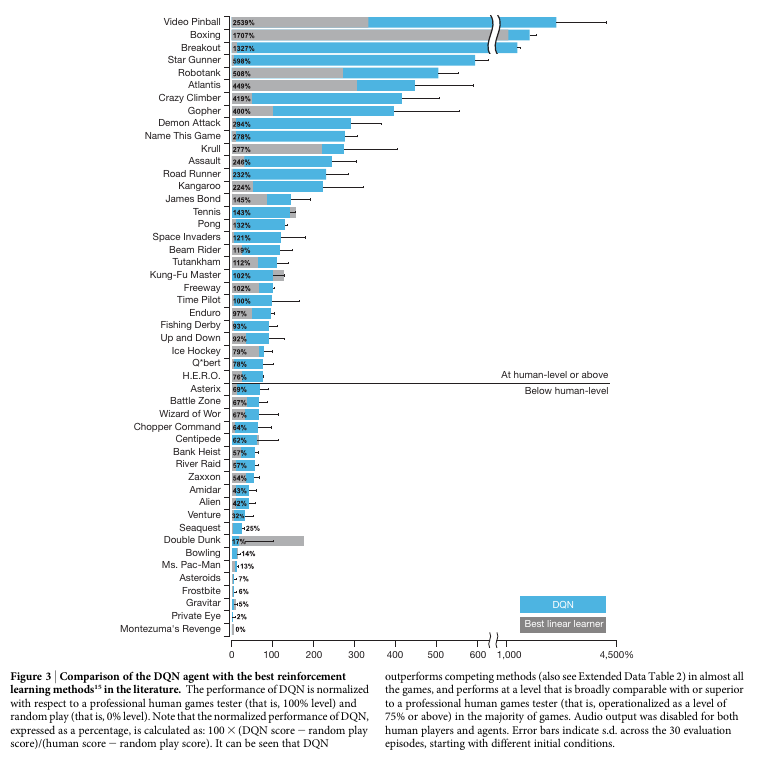 Video Pinball 2539%
Boxing 1707%
Breakout 1327%
Star Gunner 598%
Robotank 508%
Atlantis 449%
Crazy Climber 419%
Gopher 400%
Demon Attack 294%
Name This Game 278%
Krull 277%
Assault 246%
Road Runner 232%
Kangaroo 224%
James Bond 145%
Tennis 143%
Pong 132%
Space Invaders 121%
Beam Rider 119%
Tutankham 112%
Kung-Fu Master 102%
Freeway 102%
Time Pilot 100%
Enduro 97%
Fishing Derby 93%
Up and Down 92%
Ice Hockey 79%
Q*bert 78%
H.E.R.O. 76%
At human-level or above
Asterix 69%
Below human-level
Battle Zone 67%
Wizard of Wor 67%
Chopper Command 64%
Centipede 62%
Bank Heist 57%
River Raid 57%
Zaxxon 54%
Amidar 43%
Alien 42%
Venture 32%
Seaquest 25%
Double Dunk 17%
Bowling 14%
Ms. Pac-Man 13%
Asteroids 7%
Frostbite 6%
Gravitar 5%
Private Eye 2%
Montezuma's Revenge 0%
DQN
Best linear learner
0 100 200 300 400 500 600 1,000 4,500%
Figure 3 | Comparison of the DQN agent with the best reinforcement
learning methods15 in the literature. The performance of DQN is normalized
with respect to a professional human games tester (that is, 100% level) and
random play (that is, 0% level). Note that the normalized performance of DQN,
expressed as a percentage, is calculated as: 100 × (DQN score − random play
score)/(human score − random play score). It can be seen that DQN
outperforms competing methods (also see Extended Data Table 2) in almost all
the games, and performs at a level that is broadly comparable with or superior
to a professional human games tester (that is, operationalized as a level of
75% or above) in the majority of games. Audio output was disabled for both
human players and agents. Error bars indicate s.d. across the 30 evaluation
episodes, starting with different initial conditions.